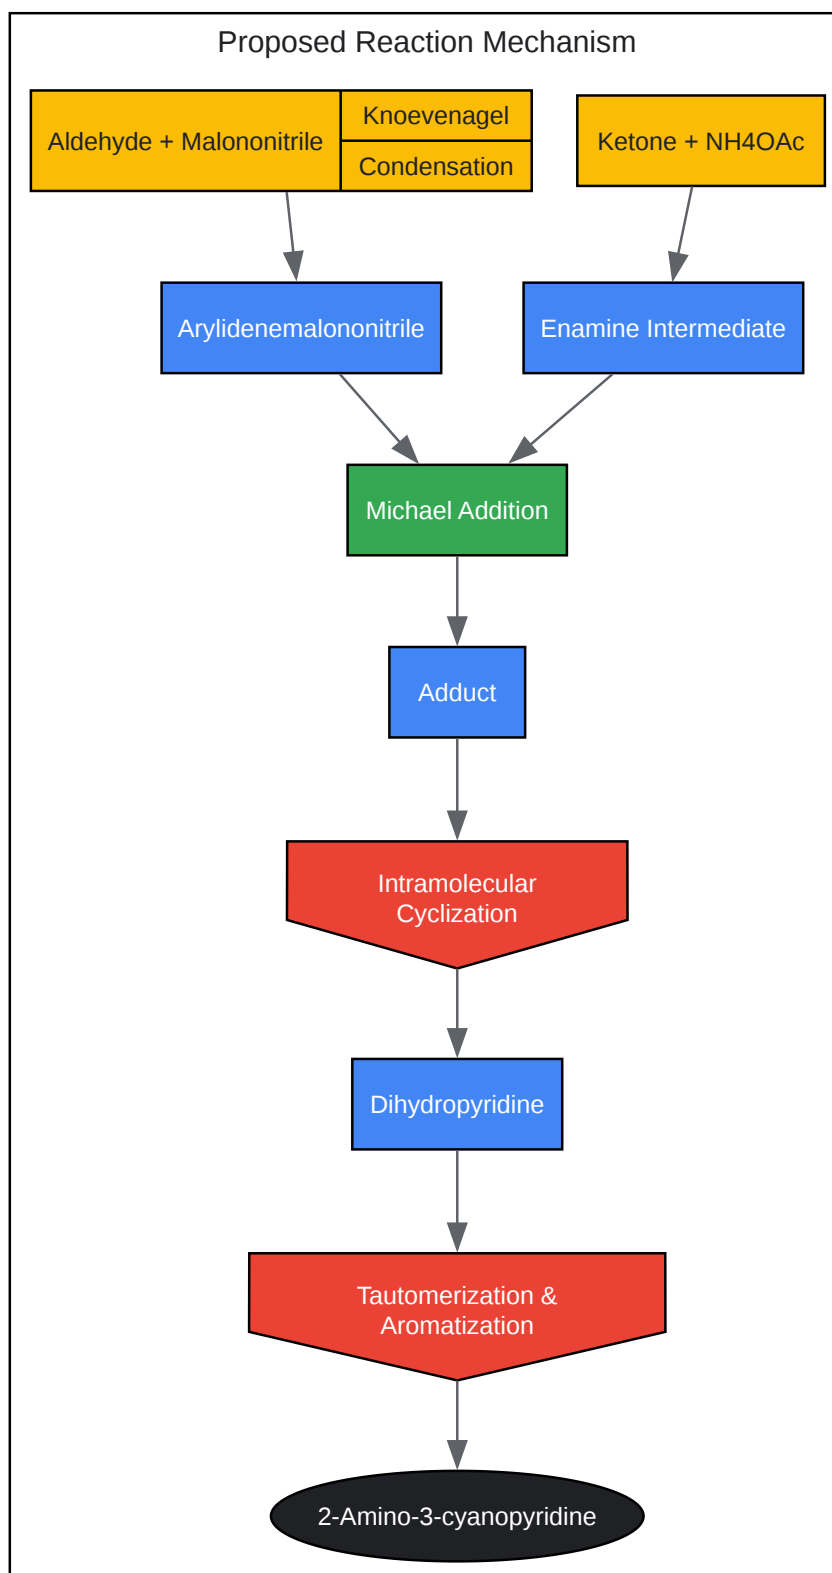 Proposed Reaction Mechanism
Aldehyde + Malononitrile
Knoevenagel
Condensation
Ketone + NH4OAc
Arylidenemalononitrile
Enamine Intermediate
Michael Addition
Adduct
Intramolecular
Cyclization
Dihydropyridine
Tautomerization &
Aromatization
2-Amino-3-cyanopyridine